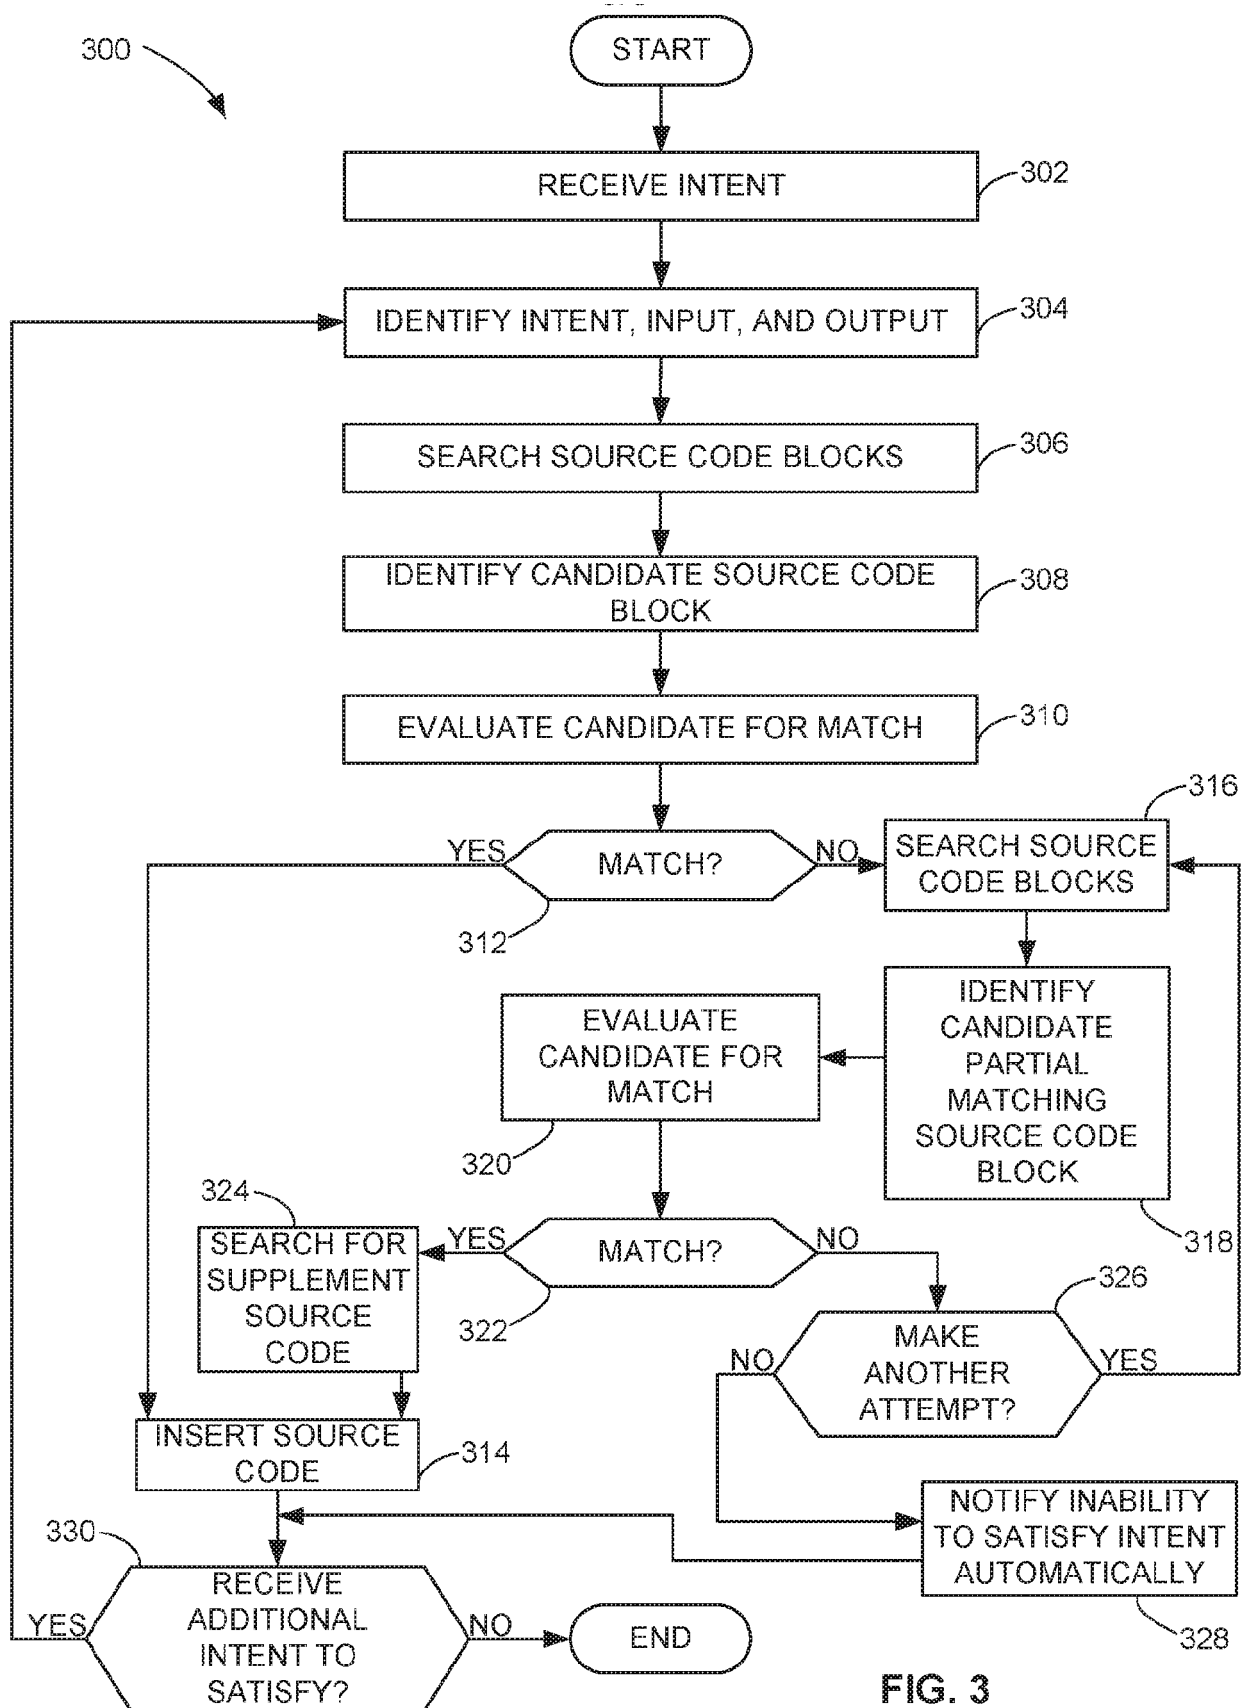 300
START
RECEIVE INTENT
302
IDENTIFY INTENT, INPUT, AND OUTPUT
304
SEARCH SOURCE CODE BLOCKS
306
IDENTIFY CANDIDATE SOURCE CODE
BLOCK
308
EVALUATE CANDIDATE FOR MATCH
310
YES
MATCH?
NO
312
316
SEARCH SOURCE
CODE BLOCKS
IDENTIFY
CANDIDATE
PARTIAL
MATCHING
SOURCE CODE
BLOCK
318
EVALUATE
CANDIDATE FOR
MATCH
320
YES
MATCH?
NO
322
324
SEARCH FOR
SUPPLEMENT
SOURCE
CODE
326
NO
MAKE
ANOTHER
ATTEMPT?
YES
INSERT SOURCE
CODE
314
NOTIFY INABILITY
TO SATISFY INTENT
AUTOMATICALLY
328
330
YES
RECEIVE
ADDITIONAL
INTENT TO
SATISFY?
NO
END
FIG. 3